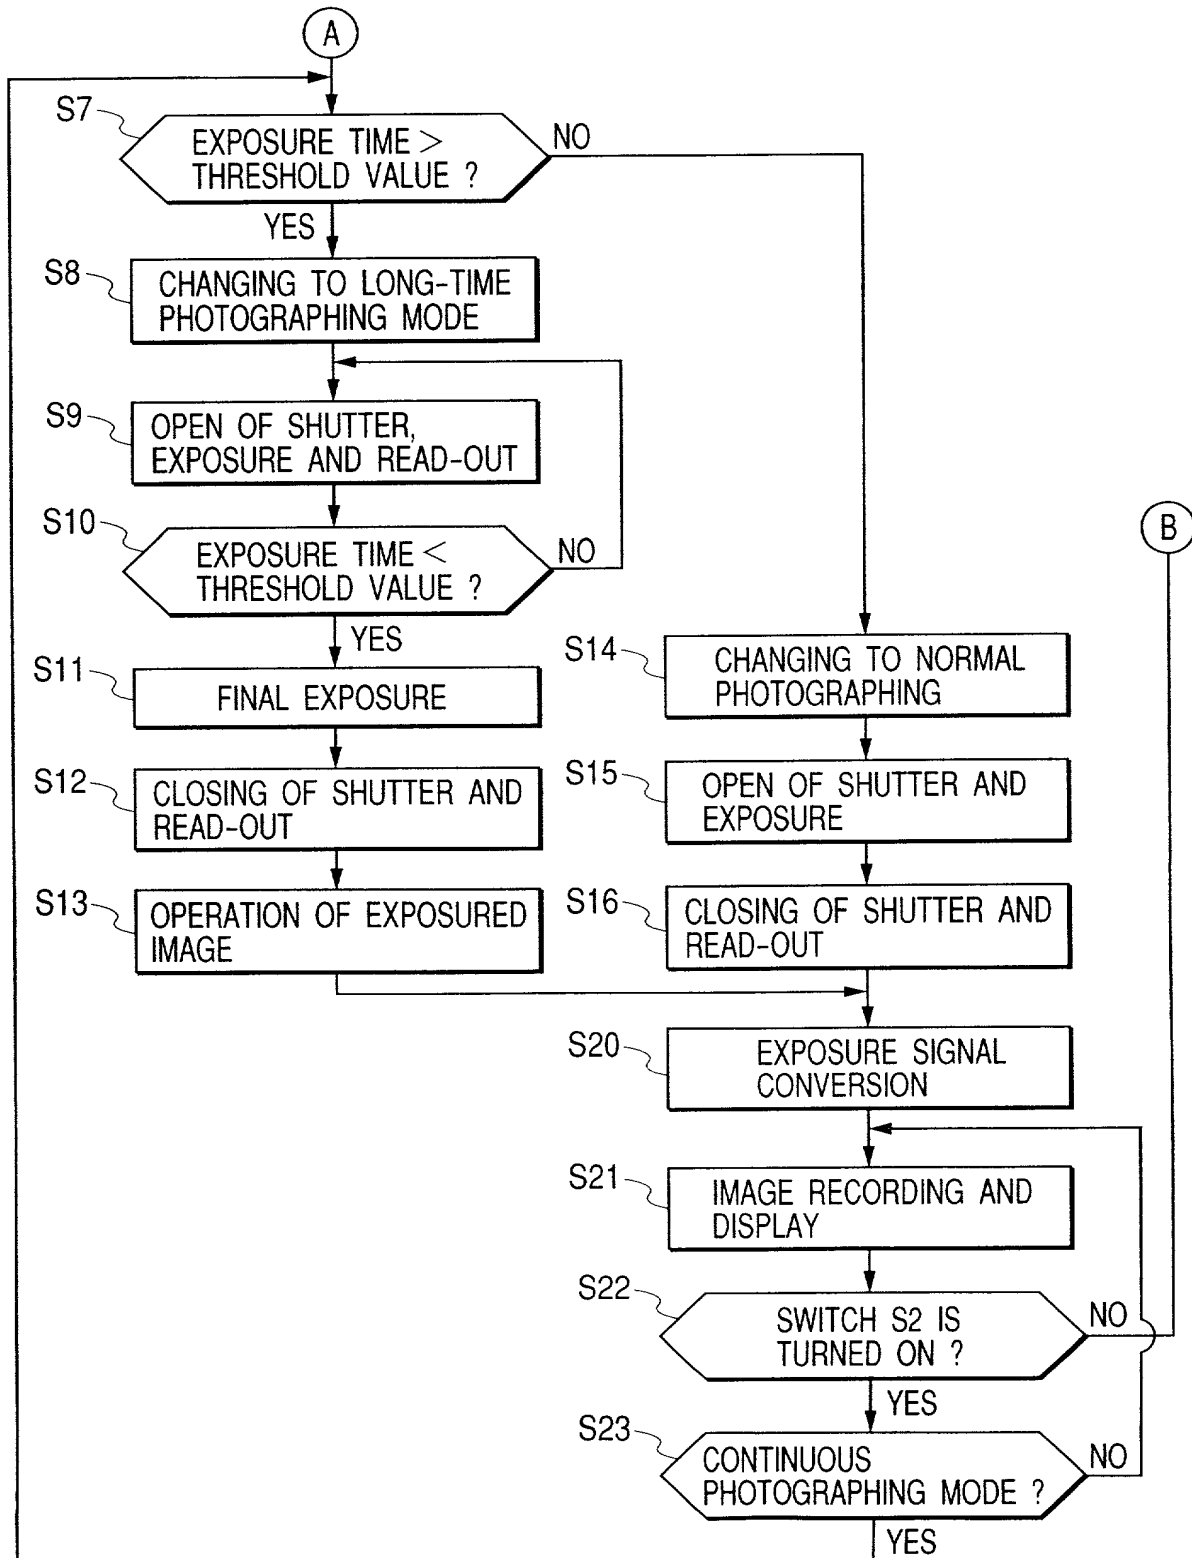 A
S7
EXPOSURE TIME >
THRESHOLD VALUE ?
NO
YES
S8
CHANGING TO LONG-TIME
PHOTOGRAPHING MODE
S9
OPEN OF SHUTTER,
EXPOSURE AND READ-OUT
S10
EXPOSURE TIME <
THRESHOLD VALUE ?
NO
YES
B
S11
FINAL EXPOSURE
S12
CLOSING OF SHUTTER AND
READ-OUT
S13
OPERATION OF EXPOSURED
IMAGE
S14
CHANGING TO NORMAL
PHOTOGRAPHING
S15
OPEN OF SHUTTER AND
EXPOSURE
S16
CLOSING OF SHUTTER AND
READ-OUT
S20
EXPOSURE SIGNAL
CONVERSION
S21
IMAGE RECORDING AND
DISPLAY
S22
SWITCH S2 IS
TURNED ON ?
NO
YES
S23
CONTINUOUS
PHOTOGRAPHING MODE ?
NO
YES